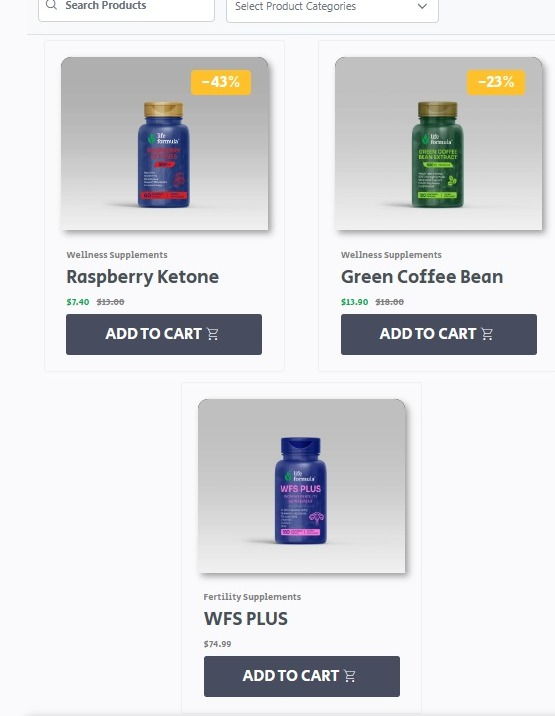 Search Products
Select Product Categories
-43%
life
formula
Wellness Supplements
Raspberry Ketone
$7.40 $13.00
ADD TO CART
-23%
life
formula
GREEN COFFEE
BEAN EXTRACT
Wellness Supplements
Green Coffee Bean
$13.90 $18.00
ADD TO CART
life
formula
WFS PLUS
Fertility Supplements
WFS PLUS
$74.99
ADD TO CART